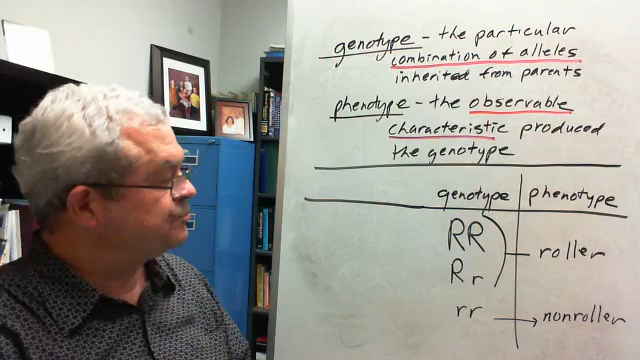 genotype - the particular
combination of alleles
inherited from parents
phenotype - the observable
characteristic produced
the genotype
genotype phenotype
RR
roller
Rr
rr → nonroller